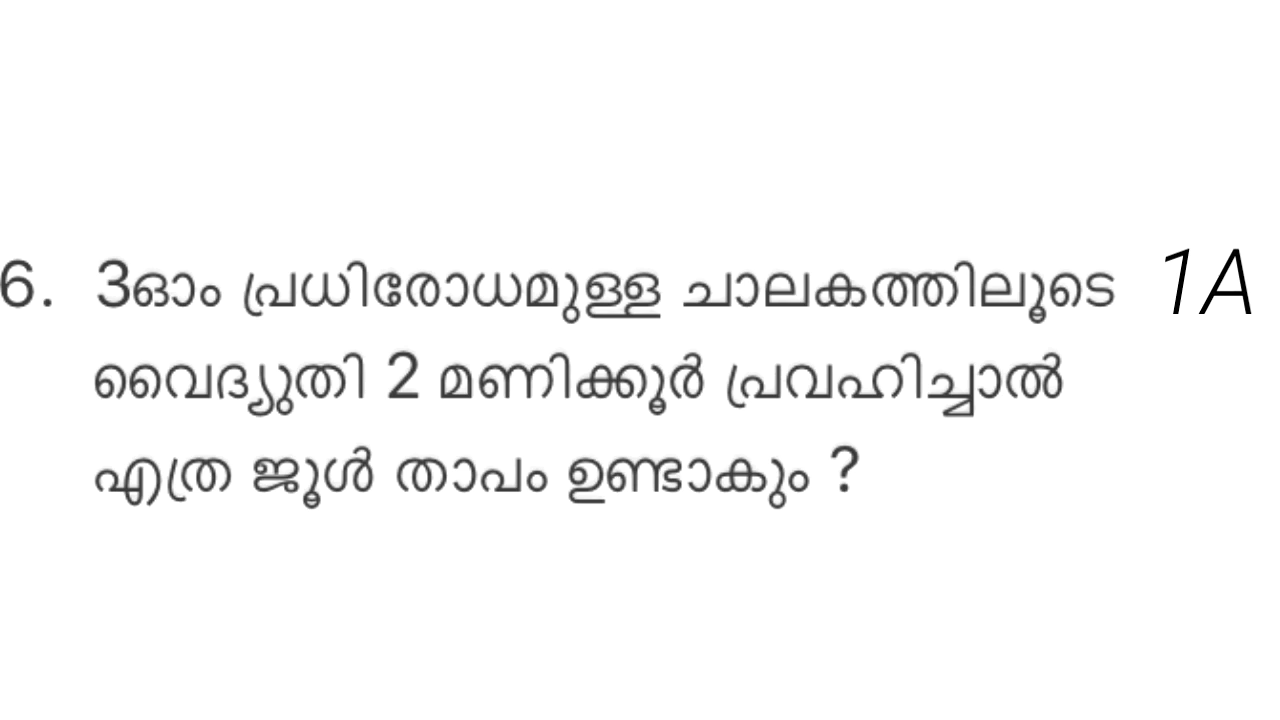 6. 3ഓം പ്രധിരോധമുള്ള ചാലകത്തിലൂടെ 1A
വൈദ്യുതി 2 മണിക്കൂർ പ്രവഹിച്ചാൽ
എത്ര ജൂൾ താപം ഉണ്ടാകും ?